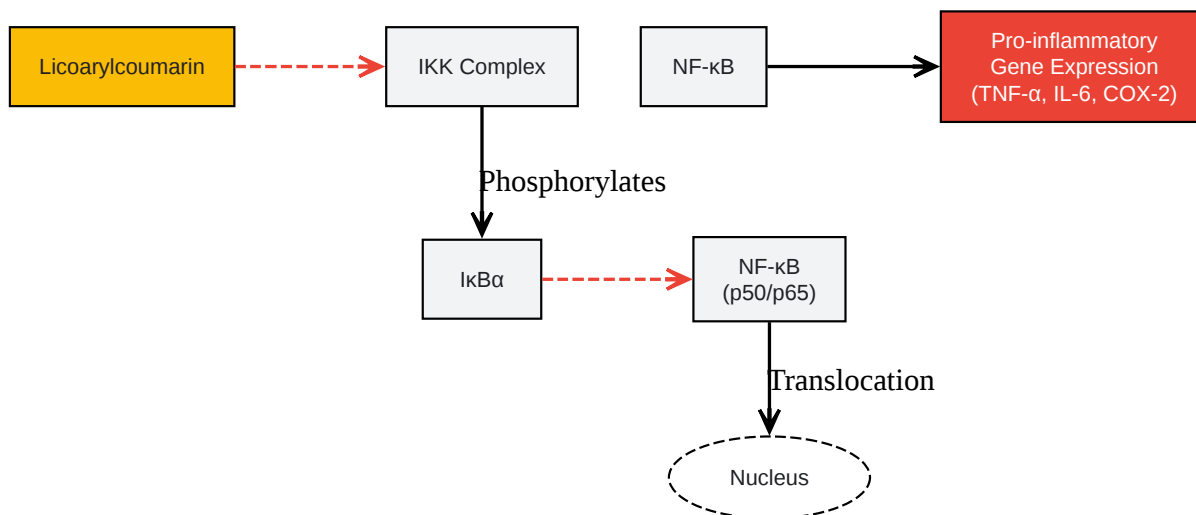 Licoarylcoumarin
IKK Complex
NF-κB
Pro-inflammatory
Gene Expression
(TNF-α, IL-6, COX-2)
Phosphorylates
IκBα
NF-κB
(p50/p65)
Translocation
Nucleus